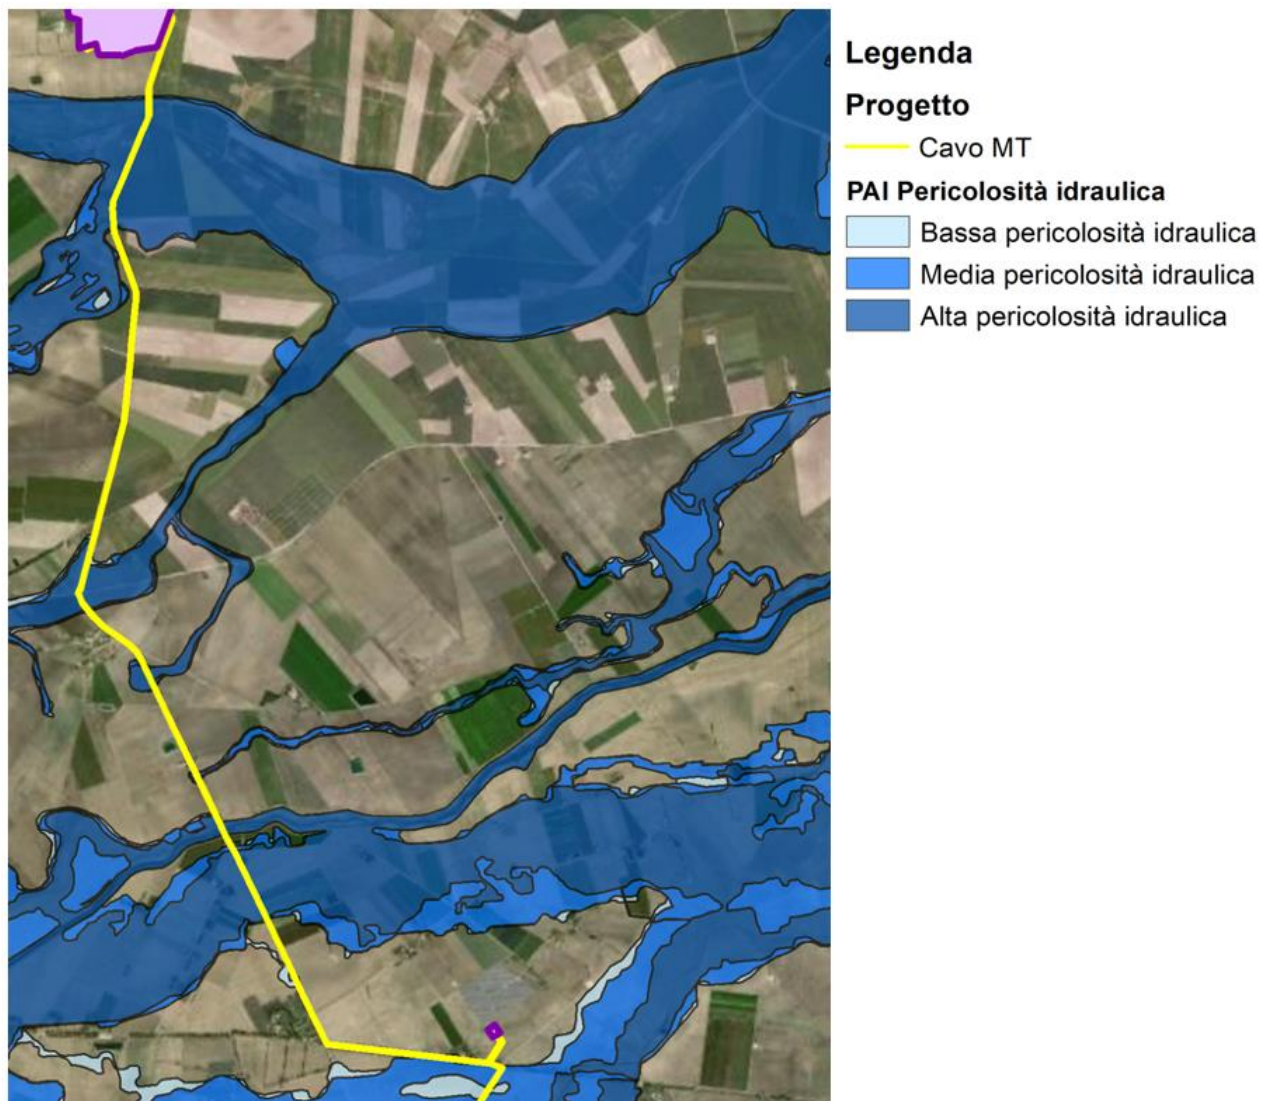 Legenda
Progetto
Cavo MT
PAI Pericolosità idraulica
Bassa pericolosità idraulica
Media pericolosità idraulica
Alta pericolosità idraulica